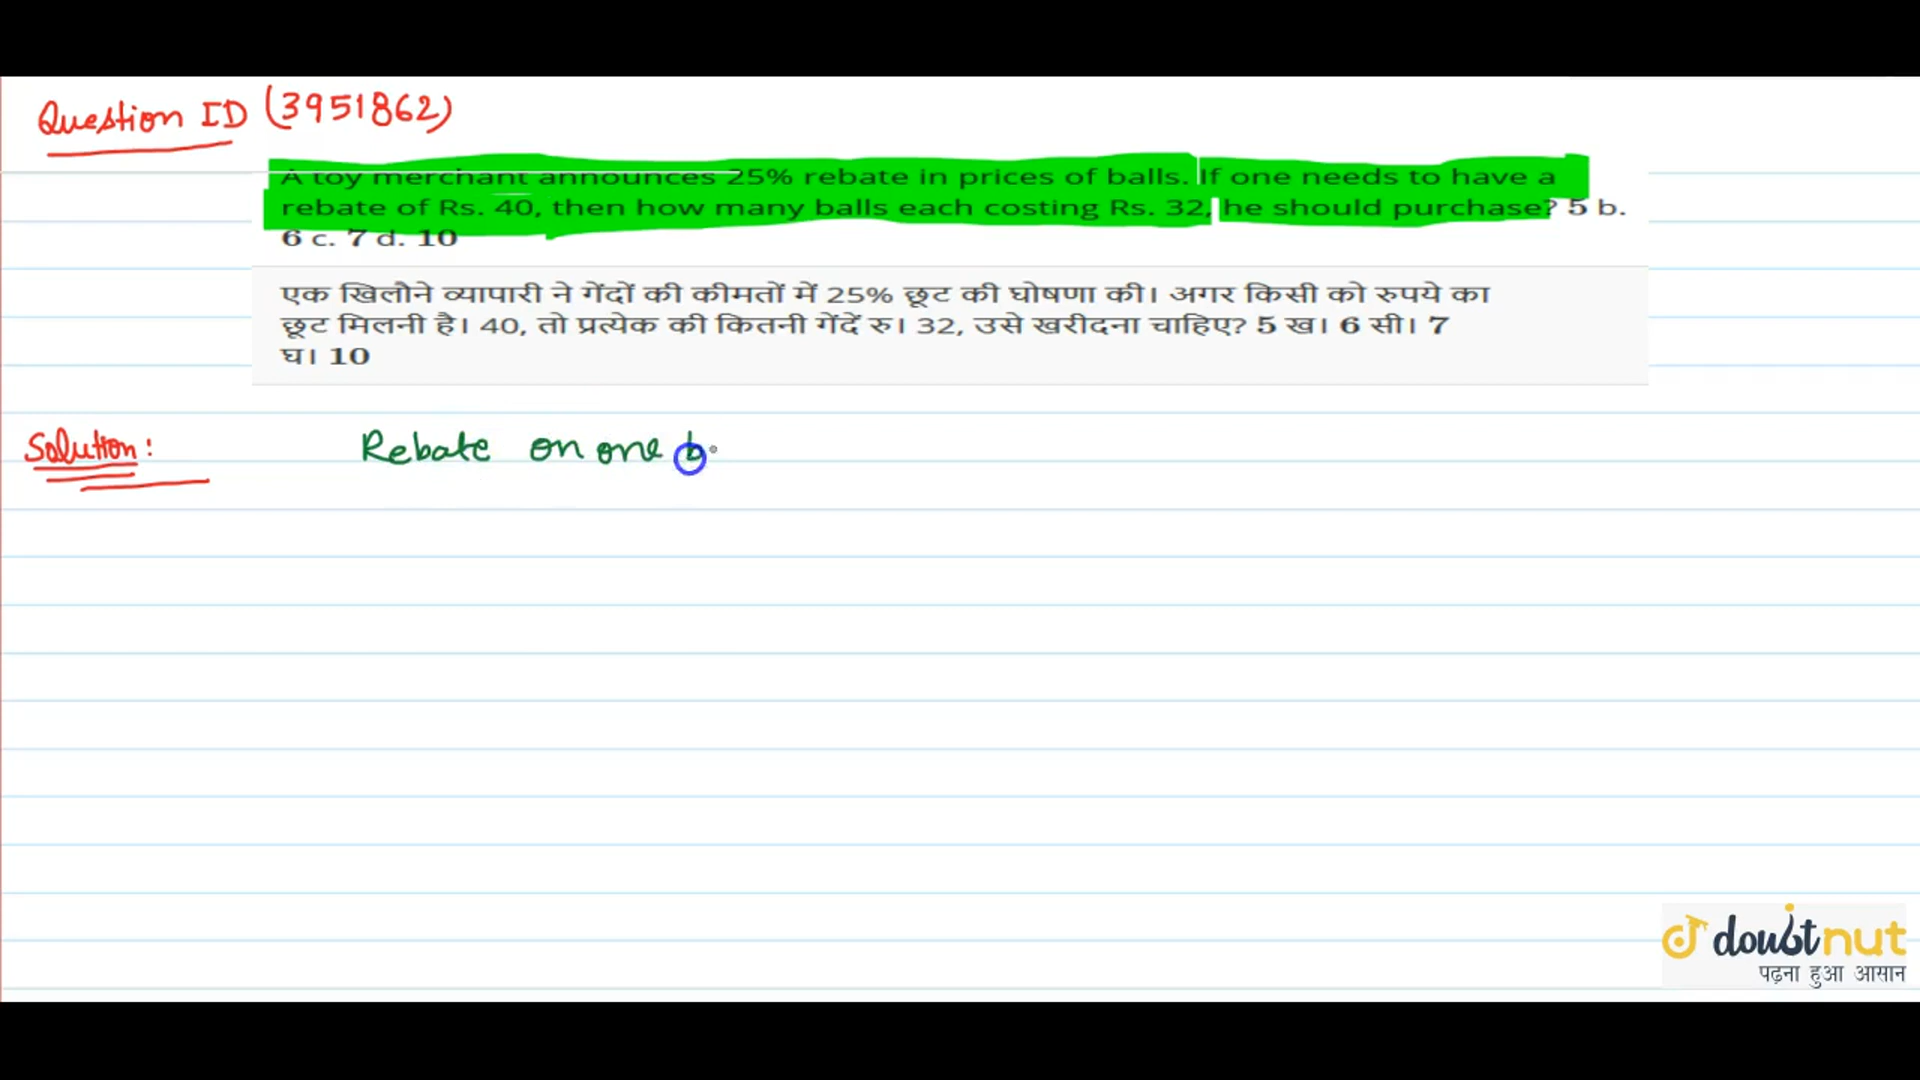 Question ID (3951862)
A toy merchant announces 25% rebate in prices of balls. If one needs to have a
rebate of Rs. 40, then how many balls each costing Rs. 32, he should purchase? 5 b.
6 c. 7 d. 10
एक खिलौने व्यापारी ने गेंदों की कीमतों में 25% छूट की घोषणा की। अगर किसी को रुपये का
छूट मिलनी है। 40, तो प्रत्येक की कितनी गेंदें रु। 32, उसे खरीदना चाहिए? 5 ख। 6 सी। 7
घ। 10
Solution: Rebate on one b
doubtnut
पढ़ना हुआ आसान